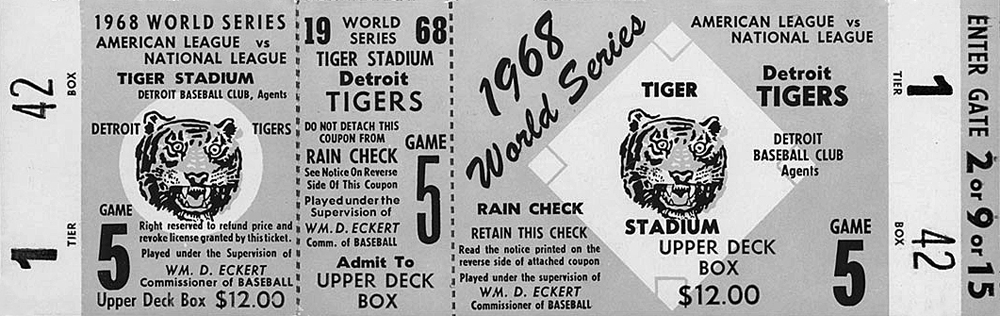 42
BOX
1
TIER
1968 WORLD SERIES
AMERICAN LEAGUE vs
NATIONAL LEAGUE
TIGER STADIUM
DETROIT BASEBALL CLUB, Agents
DETROIT TIGERS
GAME
5
Right reserved to refund price and
revoke license granted by this ticket.
Played under the Supervision of
WM. D. ECKERT
Commissioner of BASEBALL
Upper Deck Box $12.00
19 WORLD SERIES 68
TIGER STADIUM
Detroit
TIGERS
DO NOT DETACH THIS
COUPON FROM
RAIN CHECK
See Notice On Reverse
Side Of This Coupon
Played under the
Supervision of
WM. D. ECKERT
Comm. of BASEBALL
GAME
5
Admit To
UPPER DECK
BOX
1968
World Series
AMERICAN LEAGUE vs
NATIONAL LEAGUE
TIGER
STADIUM
Detroit
TIGERS
DETROIT
BASEBALL CLUB
Agents
RAIN CHECK
RETAIN THIS CHECK
Read the notice printed on the
reverse side of attached coupon
Played under the supervision of
WM. D. ECKERT
Commissioner of BASEBALL
UPPER DECK
BOX
$12.00
GAME
5
TIER
1
BOX
42
ENTER GATE 2 or 9 or 15